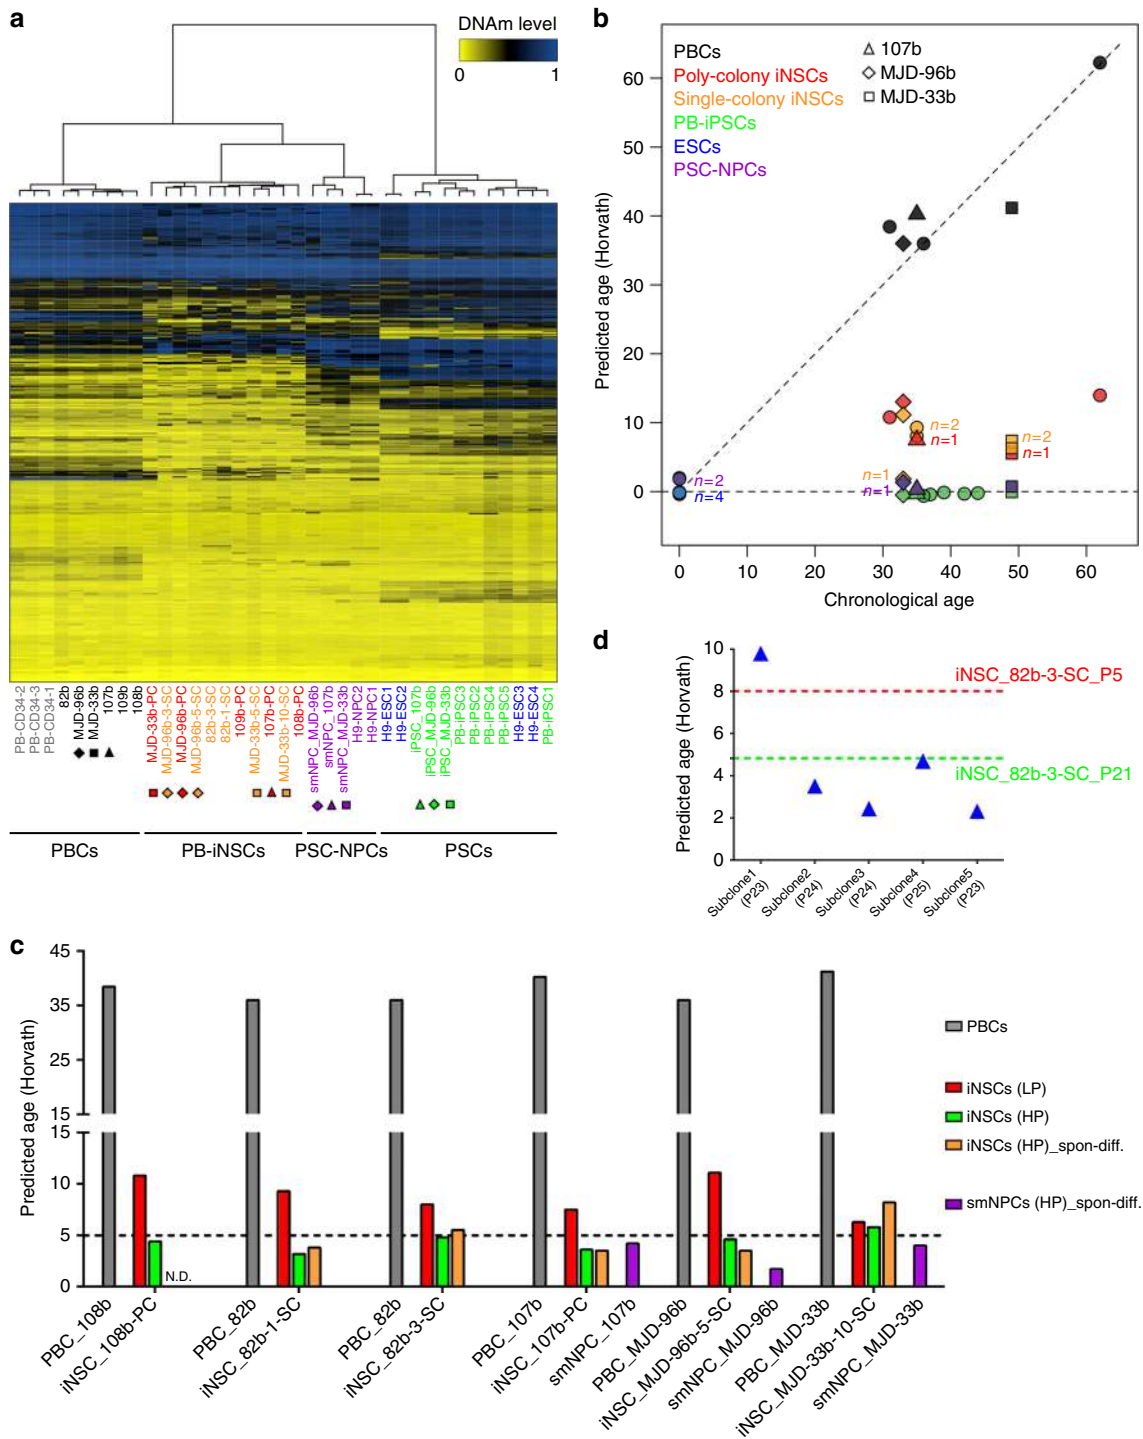 a
DNAm level
0 1
PB-CD34-2
PB-CD34-3
PB-CD34-1
82b
MJD-96b
MJD-33b
107b
109b
108b
MJD-33b-PC
MJD-96b-3-SC
MJD-96b-PC
MJD-96b-5-SC
82b-3-SC
82b-1-SC
109b-PC
MJD-33b-5-SC
107b-PC
MJD-33b-10-SC
108b-PC
smNPC_MJD-96b
smNPC_107b
smNPC_MJD-33b
H9-NPC2
H9-NPC1
H9-ESC1
H9-ESC2
iPSC_107b
iPSC_MJD-96b
iPSC_MJD-33b
PB-iPSC3
PB-iPSC2
PB-iPSC4
PB-iPSC5
H9-ESC3
H9-ESC4
PB-iPSC1
PBCs
PB-iNSCs
PSC-NPCs
PSCs
b
PBCs
Poly-colony iNSCs
Single-colony iNSCs
PB-iPSCs
ESCs
PSC-NPCs
107b
MJD-96b
MJD-33b
Predicted age (Horvath)
60
50
40
30
20
10
0
n=2
n=4
n=1
n=1
n=2
n=1
n=2
n=1
0 10 20 30 40 50 60
Chronological age
d
Predicted age (Horvath)
10
8
6
4
2
0
iNSC_82b-3-SC_P5
iNSC_82b-3-SC_P21
Subclone1 (P23)
Subclone2 (P24)
Subclone3 (P24)
Subclone4 (P25)
Subclone5 (P23)
c
Predicted age (Horvath)
45
35
25
15
15
10
5
0
N.D.
PBC_108b
iNSC_108b-PC
PBC_82b
iNSC_82b-1-SC
PBC_82b
iNSC_82b-3-SC
PBC_107b
iNSC_107b-PC
smNPC_107b
PBC_MJD-96b
iNSC_MJD-96b-5-SC
smNPC_MJD-96b
PBC_MJD-33b
iNSC_MJD-33b-10-SC
smNPC_MJD-33b
PBCs
iNSCs (LP)
iNSCs (HP)
iNSCs (HP)_spon-diff.
smNPCs (HP)_spon-diff.